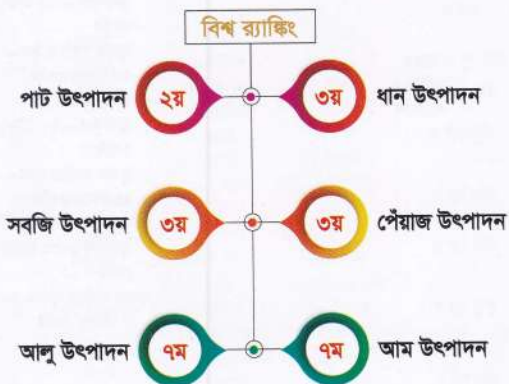 বিশ্ব র‍্যাঙ্কিং
পাট উৎপাদন ২য় ৩য় ধান উৎপাদন
সবজি উৎপাদন ৩য় ৩য় পেঁয়াজ উৎপাদন
আলু উৎপাদন ৭ম ৭ম আম উৎপাদন